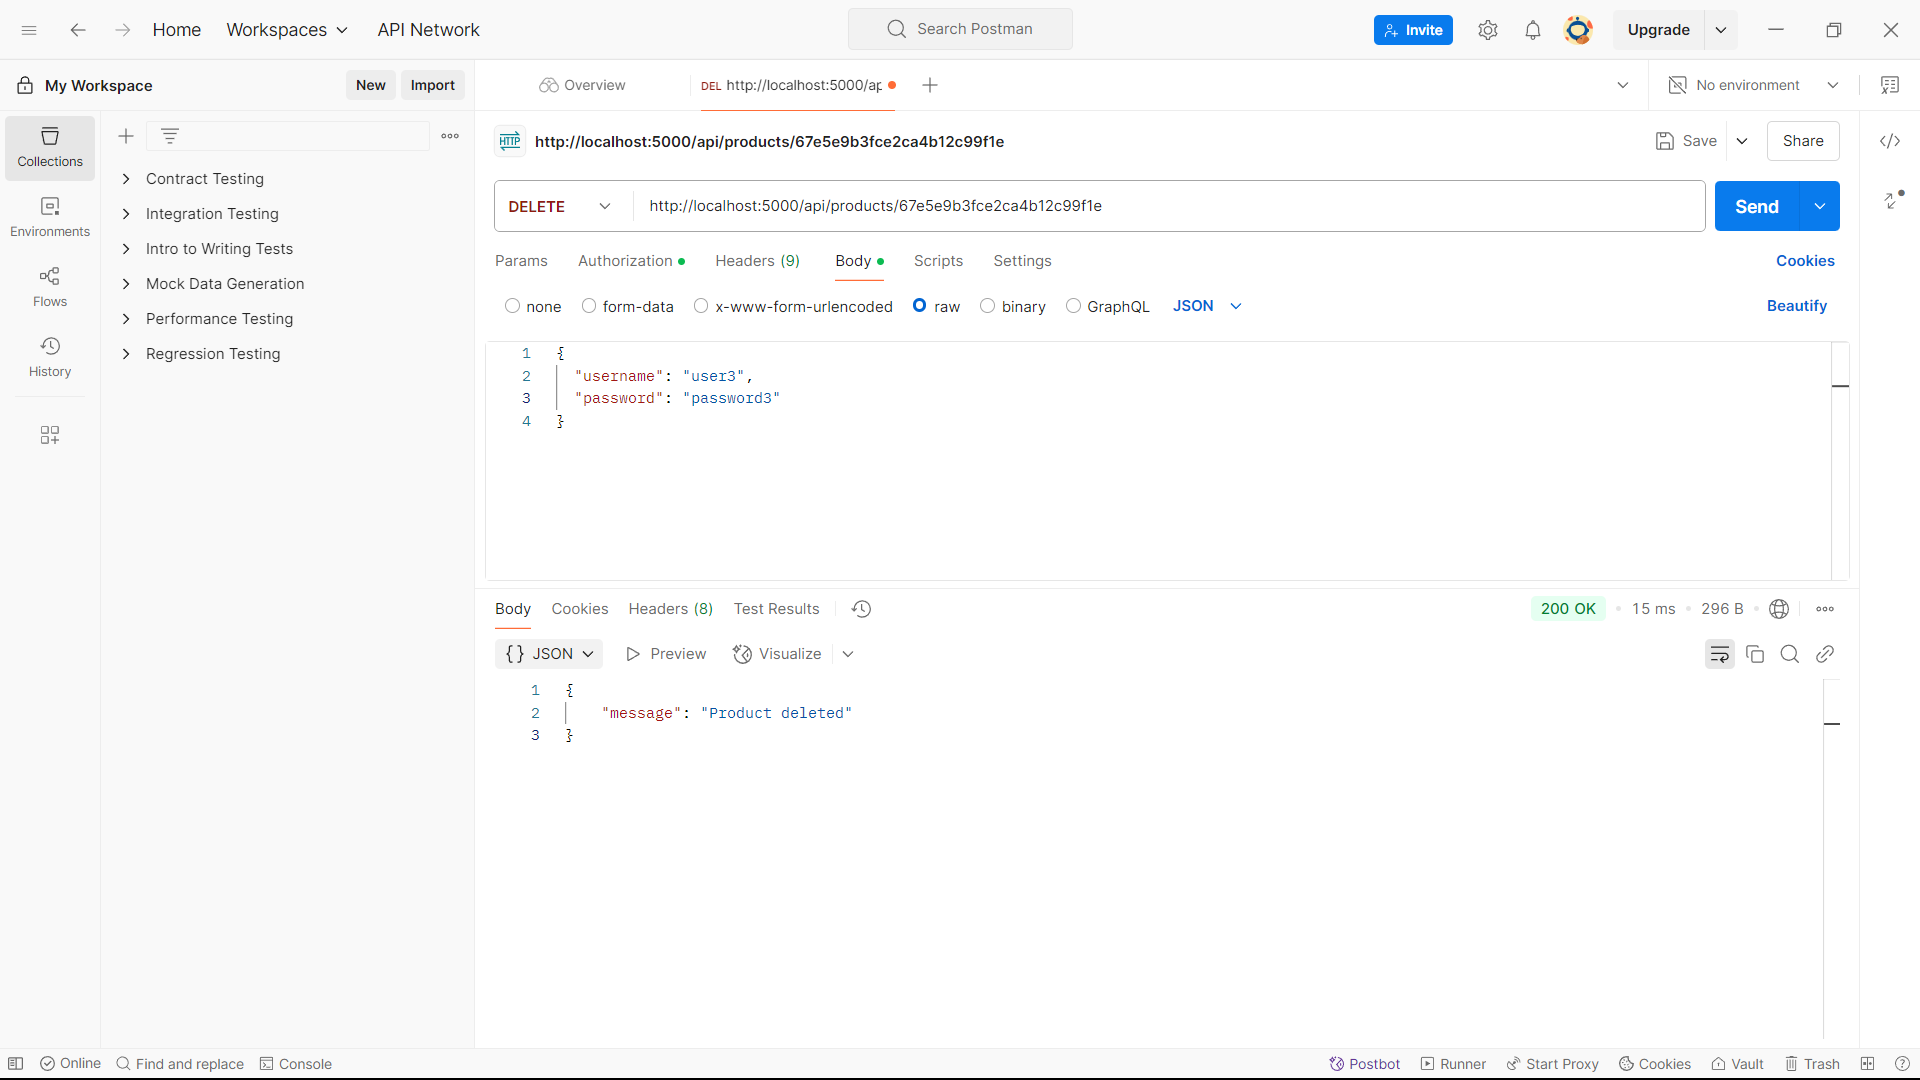 Home Workspaces API Network Search Postman Invite Upgrade
My Workspace New Import Overview DEL http://localhost:5000/ap No environment
Collections
Environments
Flows
History
Contract Testing
Integration Testing
Intro to Writing Tests
Mock Data Generation
Performance Testing
Regression Testing
HTTP http://localhost:5000/api/products/67e5e9b3fce2ca4b12c99f1e Save Share
DELETE http://localhost:5000/api/products/67e5e9b3fce2ca4b12c99f1e Send
Params Authorization Headers (9) Body Scripts Settings Cookies
none form-data x-www-form-urlencoded raw binary GraphQL JSON Beautify
1 {
2 "username": "user3",
3 "password": "password3"
4 }
Body Cookies Headers (8) Test Results 200 OK 15 ms 296 B
{} JSON Preview Visualize
1 {
2 "message": "Product deleted"
3 }
Online Find and replace Console Postbot Runner Start Proxy Cookies Vault Trash